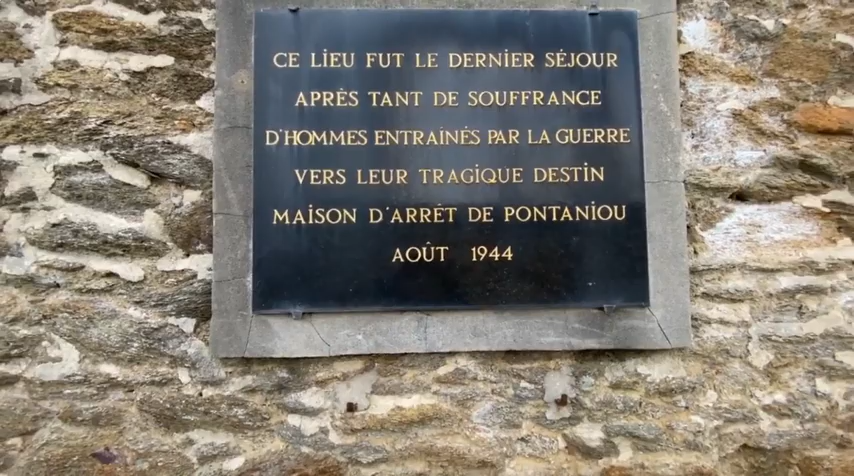 CE LIEU FUT LE DERNIER SÉJOUR
APRÈS TANT DE SOUFFRANCE
D'HOMMES ENTRAÎNÉS PAR LA GUERRE
VERS LEUR TRAGIQUE DESTIN
MAISON D'ARRÊT DE PONTANIOU
AOÛT 1944